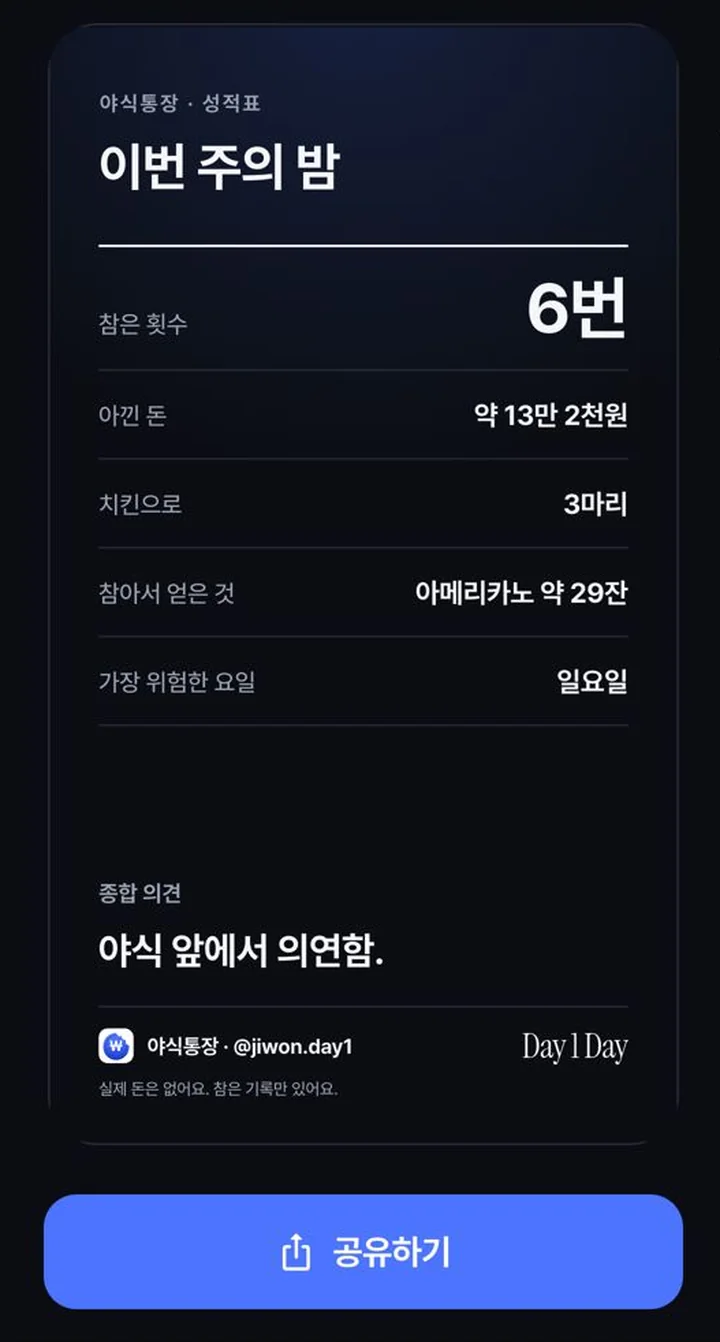 야식통장 · 성적표
이번 주의 밤
참은 횟수 6번
아낀 돈 약 13만 2천원
치킨으로 3마리
참아서 얻은 것 아메리카노 약 29잔
가장 위험한 요일 일요일
종합 의견
야식 앞에서 의연함.
₩ 야식통장 · @jiwon.day1 Day 1 Day
실제 돈은 없어요. 참은 기록만 있어요.
공유하기